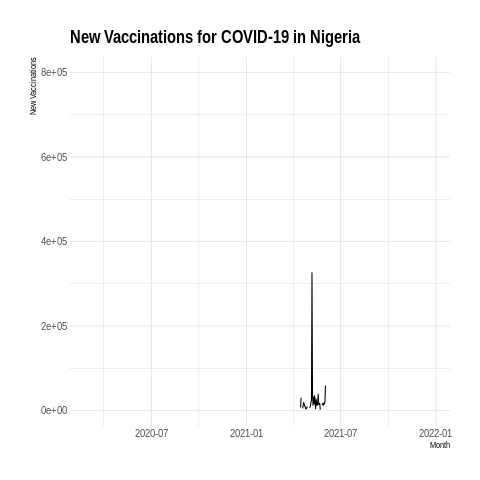 New Vaccinations for COVID-19 in Nigeria
New Vaccinations
8e+05
6e+05
4e+05
2e+05
0e+00
2020-07 2021-01 2021-07 2022-01
Month